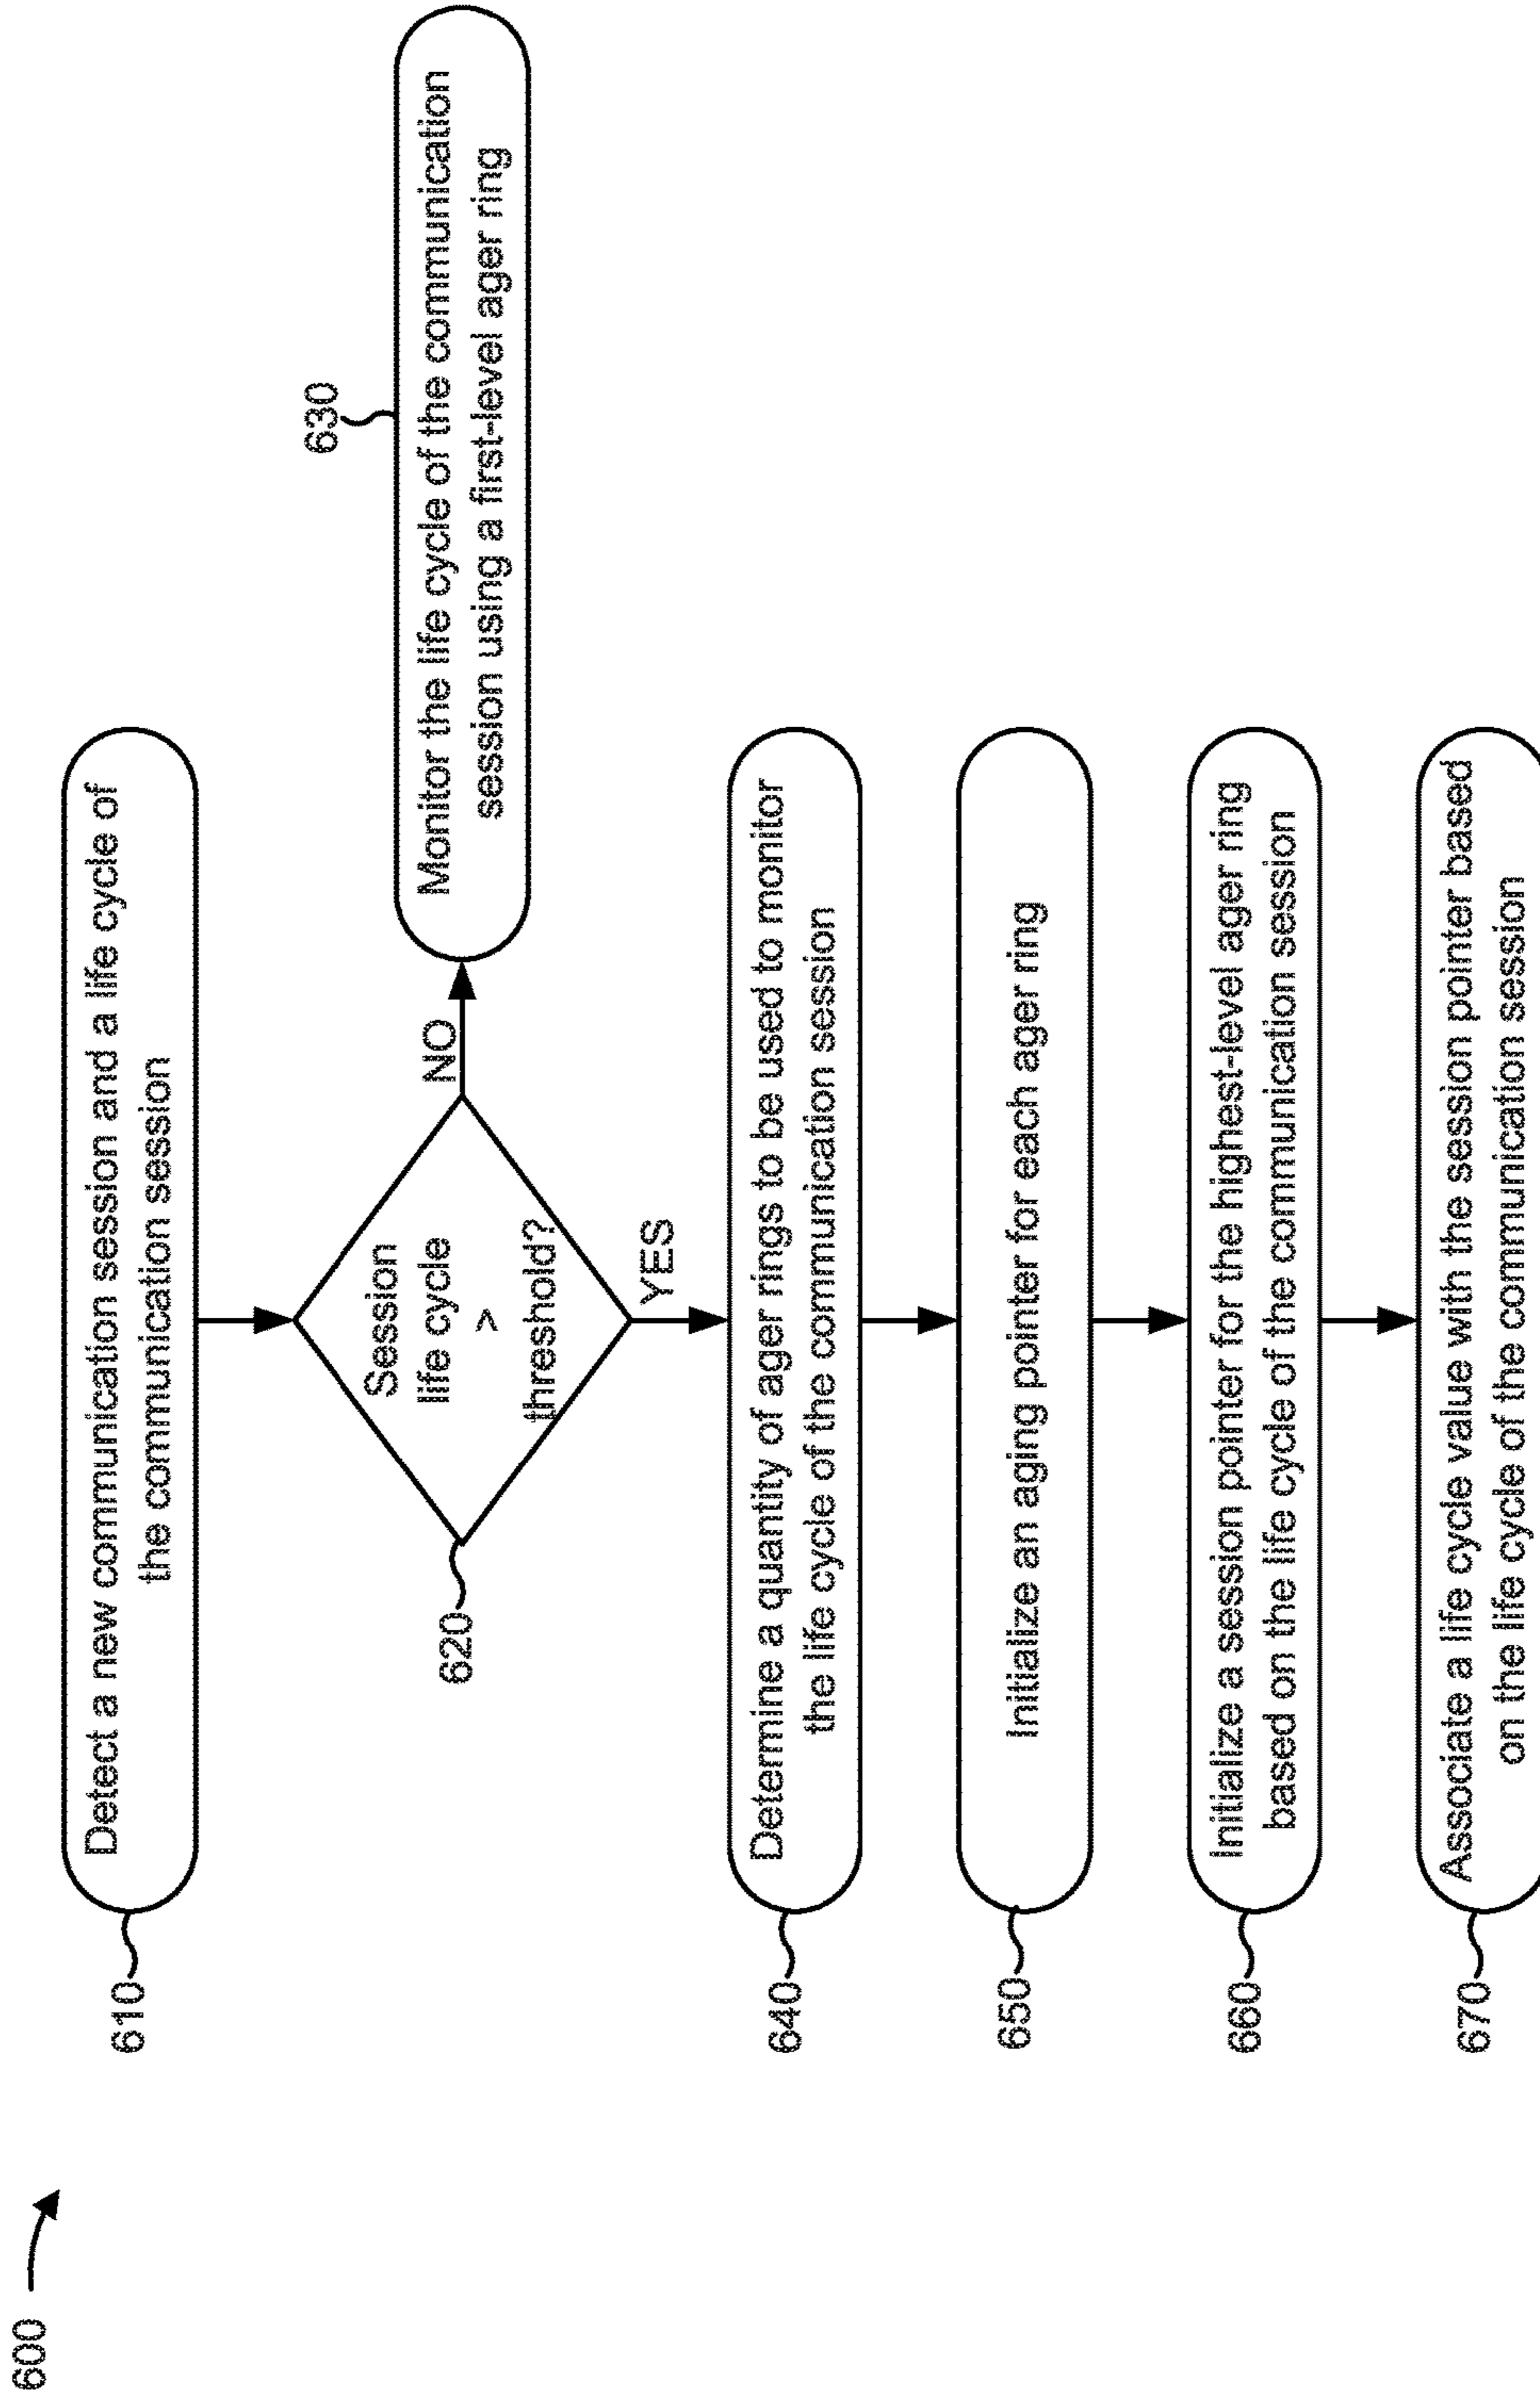 600
610
Detect a new communication session and a life cycle of
the communication session
620
Session
life cycle
>
threshold?
NO
630
Monitor the life cycle of the communication
session using a first-level ager ring
YES
640
Determine a quantity of ager rings to be used to monitor
the life cycle of the communication session
650
Initialize an aging pointer for each ager ring
660
Initialize a session pointer for the highest-level ager ring
based on the life cycle of the communication session
670
Associate a life cycle value with the session pointer based
on the life cycle of the communication session